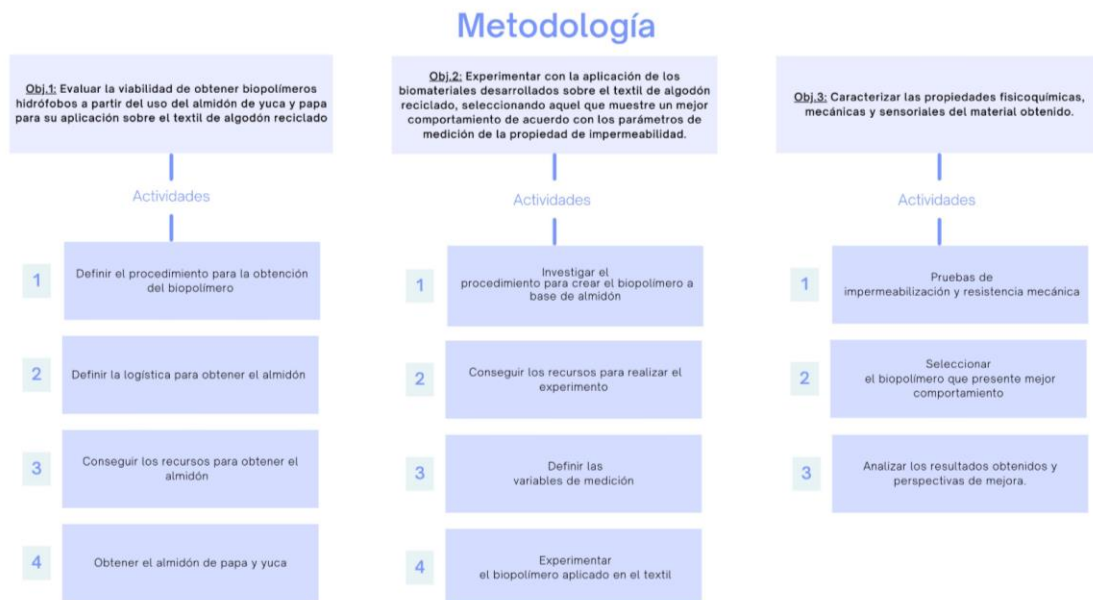 Metodología
Obj.1: Evaluar la viabilidad de obtener biopolímeros
hidrófobos a partir del uso del almidón de yuca y papa
para su aplicación sobre el textil de algodón reciclado
Actividades
1
Definir el procedimiento para la obtención
del biopolímero
2
Definir la logística para obtener el almidón
3
Conseguir los recursos para obtener el
almidón
4
Obtener el almidón de papa y yuca
Obj.2: Experimentar con la aplicación de los
biomateriales desarrollados sobre el textil de algodón
reciclado, seleccionando aquel que muestre un mejor
comportamiento de acuerdo con los parámetros de
medición de la propiedad de impermeabilidad.
Actividades
1
Investigar el
procedimiento para crear el biopolímero a
base de almidón
2
Conseguir los recursos para realizar el
experimento
3
Definir las
variables de medición
4
Experimentar
el biopolímero aplicado en el textil
Obj.3: Caracterizar las propiedades fisicoquímicas,
mecánicas y sensoriales del material obtenido.
Actividades
1
Pruebas de
impermeabilización y resistencia mecánica
2
Seleccionar
el biopolímero que presente mejor
comportamiento
3
Analizar los resultados obtenidos y
perspectivas de mejora.